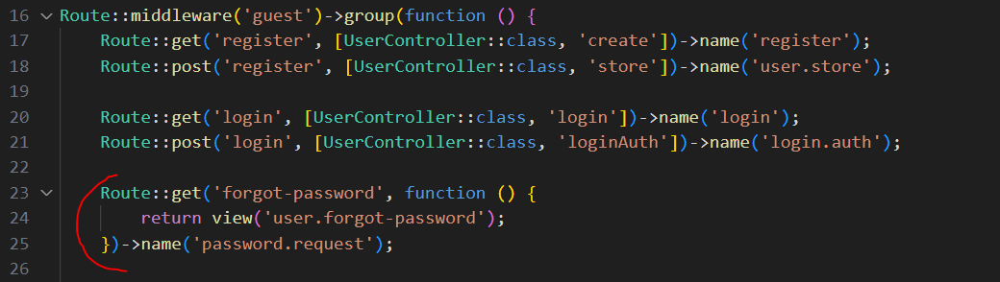 16 Route::middleware('guest')->group(function () {
17     Route::get('register', [UserController::class, 'create'])->name('register');
18     Route::post('register', [UserController::class, 'store'])->name('user.store');
19
20     Route::get('login', [UserController::class, 'login'])->name('login');
21     Route::post('login', [UserController::class, 'loginAuth'])->name('login.auth');
22
23     Route::get('forgot-password', function () {
24         return view('user.forgot-password');
25     })->name('password.request');
26